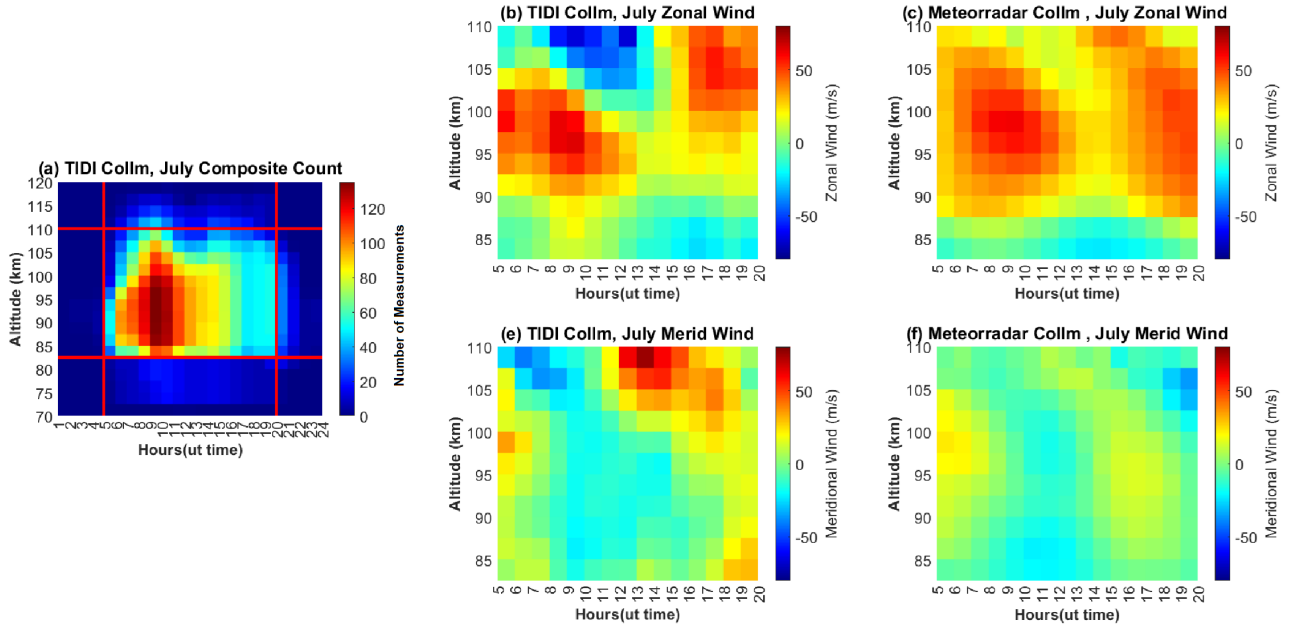 (a) TIDI Collm, July Composite Count
120
115
110
105
100
95
90
85
80
75
70
Altitude (km)
1 2 3 4 5 6 7 8 9 10 11 12 13 14 15 16 17 18 19 20 21 22 23 24
Hours(ut time)
120
100
80
60
40
20
0
Number of Measurements
(b) TIDI Collm, July Zonal Wind
110
105
100
95
90
85
Altitude (km)
5 6 7 8 9 10 11 12 13 14 15 16 17 18 19 20
Hours(ut time)
50
0
-50
Zonal Wind (m/s)
(c) Meteorradar Collm , July Zonal Wind
110
105
100
95
90
85
Altitude (km)
5 6 7 8 9 10 11 12 13 14 15 16 17 18 19 20
Hours(ut time)
50
0
-50
Zonal Wind (m/s)
(e) TIDI Collm, July Merid Wind
110
105
100
95
90
85
Altitude (km)
5 6 7 8 9 10 11 12 13 14 15 16 17 18 19 20
Hours(ut time)
50
0
-50
Meridional Wind (m/s)
(f) Meteorradar Collm , July Merid Wind
110
105
100
95
90
85
Altitude (km)
5 6 7 8 9 10 11 12 13 14 15 16 17 18 19 20
Hours(ut time)
50
0
-50
Meridional Wind (m/s)